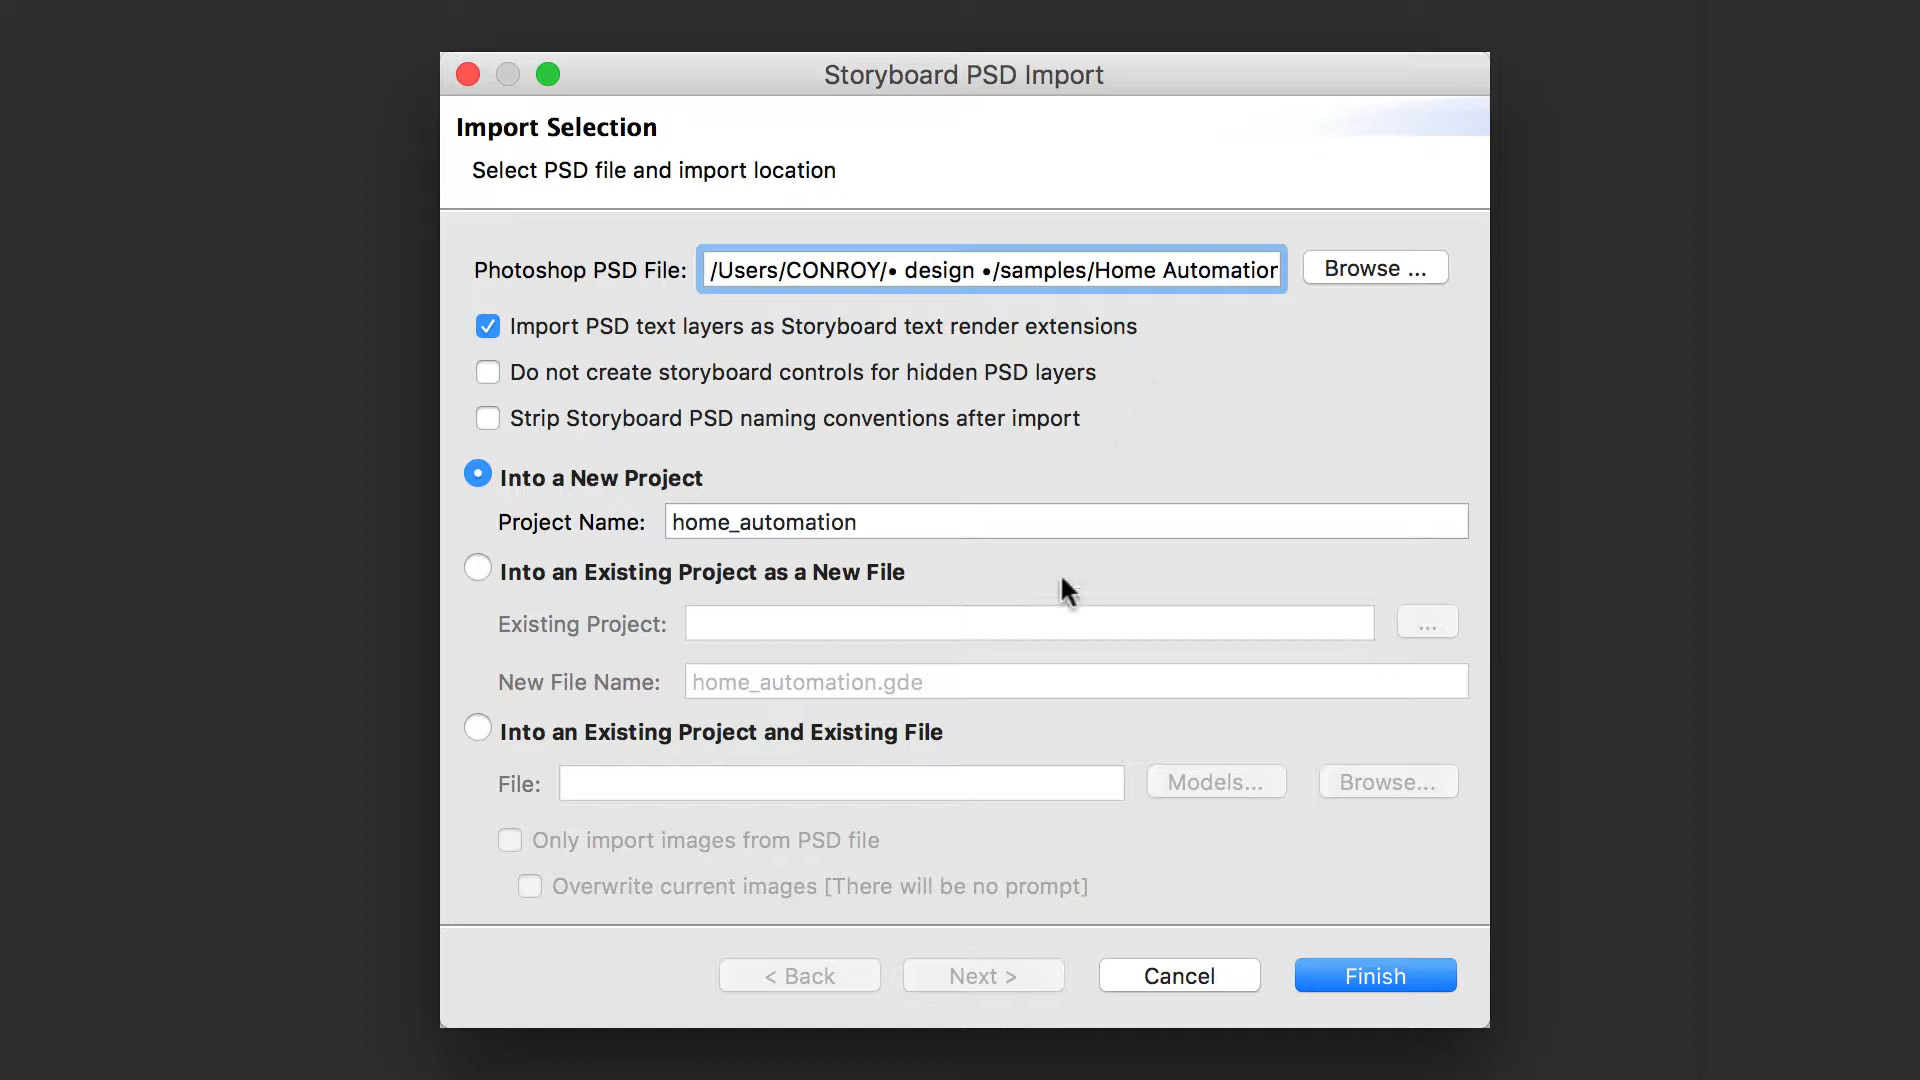 Storyboard PSD Import
Import Selection
Select PSD file and import location
Photoshop PSD File: /Users/CONROY/• design •/samples/Home Automation Browse ...
Import PSD text layers as Storyboard text render extensions
Do not create storyboard controls for hidden PSD layers
Strip Storyboard PSD naming conventions after import
Into a New Project
Project Name: home_automation
Into an Existing Project as a New File
Existing Project: ...
New File Name: home_automation.gde
Into an Existing Project and Existing File
File: Models... Browse...
Only import images from PSD file
Overwrite current images [There will be no prompt]
< Back Next > Cancel Finish